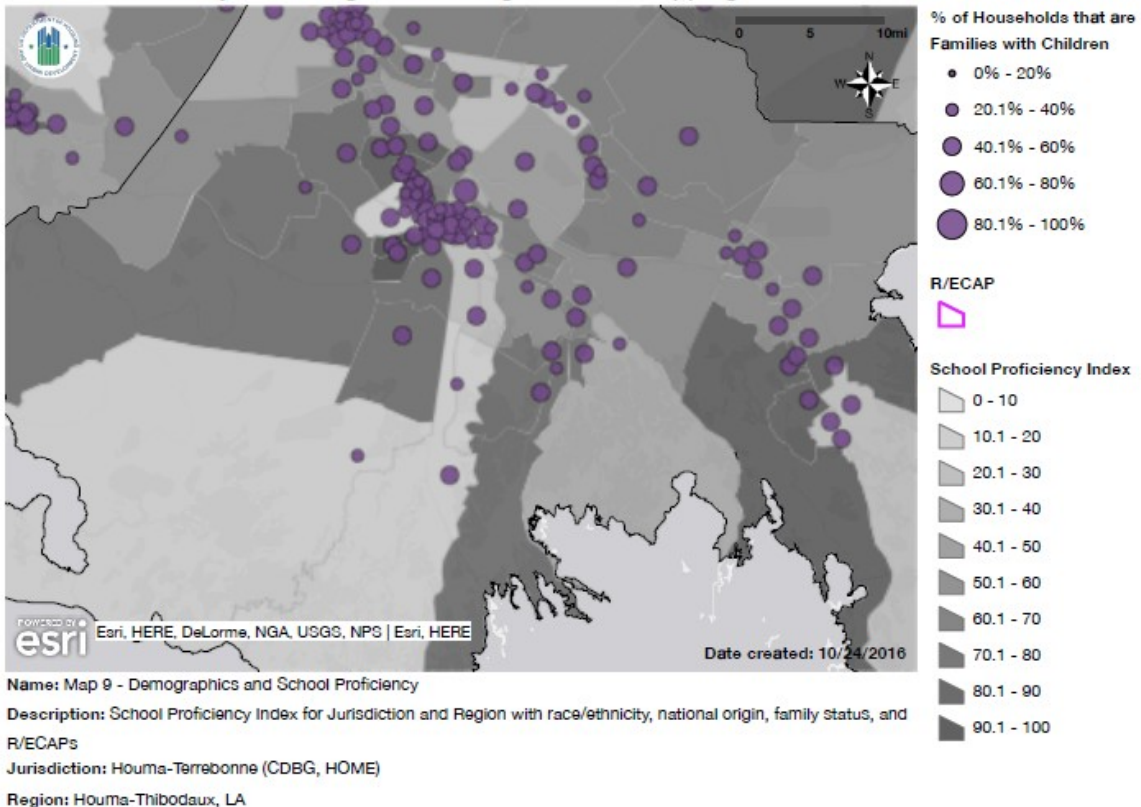 0 5 10mi
N
W E
S
POWERED BY
esri
Esri, HERE, DeLorme, NGA, USGS, NPS | Esri, HERE
Date created: 10/24/2016
% of Households that are
Families with Children
0% - 20%
20.1% - 40%
40.1% - 60%
60.1% - 80%
80.1% - 100%
R/ECAP
School Proficiency Index
0 - 10
10.1 - 20
20.1 - 30
30.1 - 40
40.1 - 50
50.1 - 60
60.1 - 70
70.1 - 80
80.1 - 90
90.1 - 100
Name: Map 9 - Demographics and School Proficiency
Description: School Proficiency Index for Jurisdiction and Region with race/ethnicity, national origin, family status, and
R/ECAPs
Jurisdiction: Houma-Terrebonne (CDBG, HOME)
Region: Houma-Thibodaux, LA